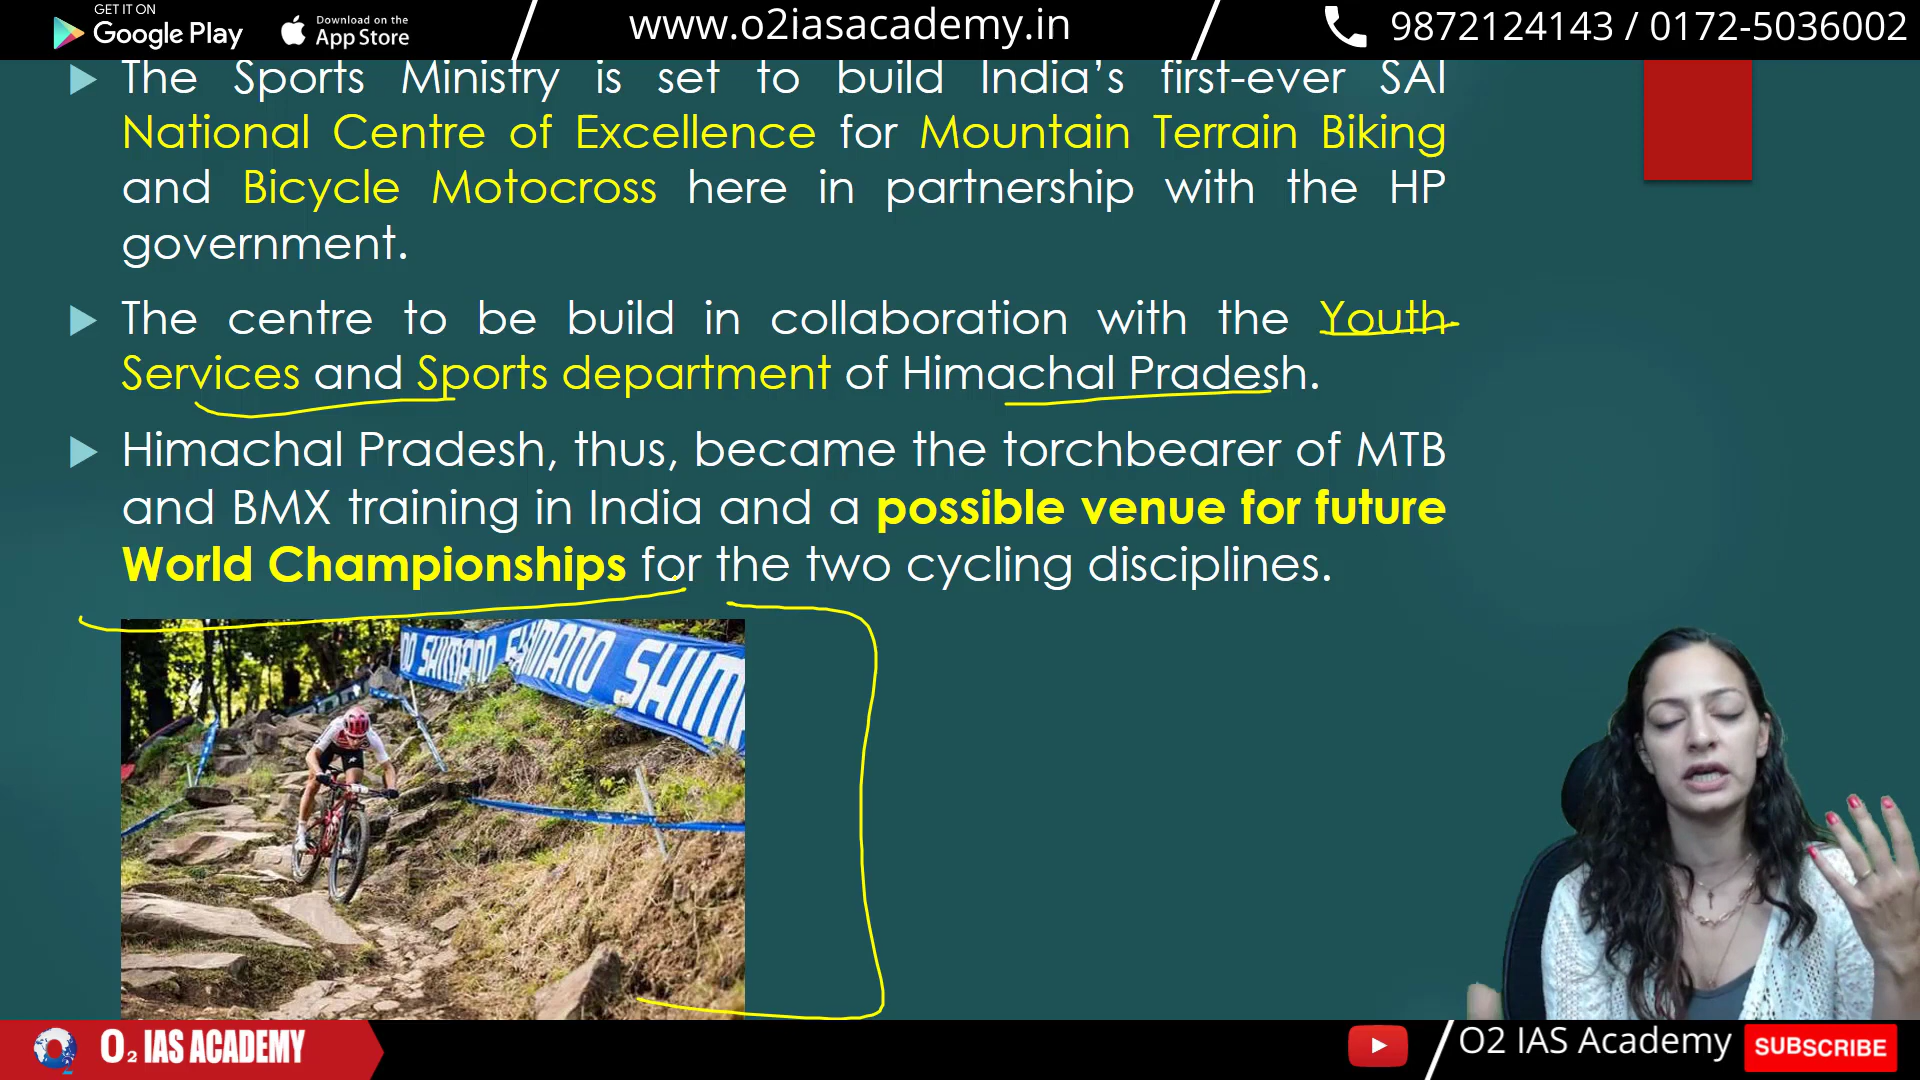 GET IT ON
Google Play
Download on the
App Store
www.o2iasacademy.in
9872124143 / 0172-5036002
The Sports Ministry is set to build India’s first-ever SAI
National Centre of Excellence for Mountain Terrain Biking
and Bicycle Motocross here in partnership with the HP
government.
The centre to be build in collaboration with the Youth
Services and Sports department of Himachal Pradesh.
Himachal Pradesh, thus, became the torchbearer of MTB
and BMX training in India and a possible venue for future
World Championships for the two cycling disciplines.
SHIMANO SHIMANO SHIM
O2 IAS ACADEMY
O2 IAS Academy
SUBSCRIBE